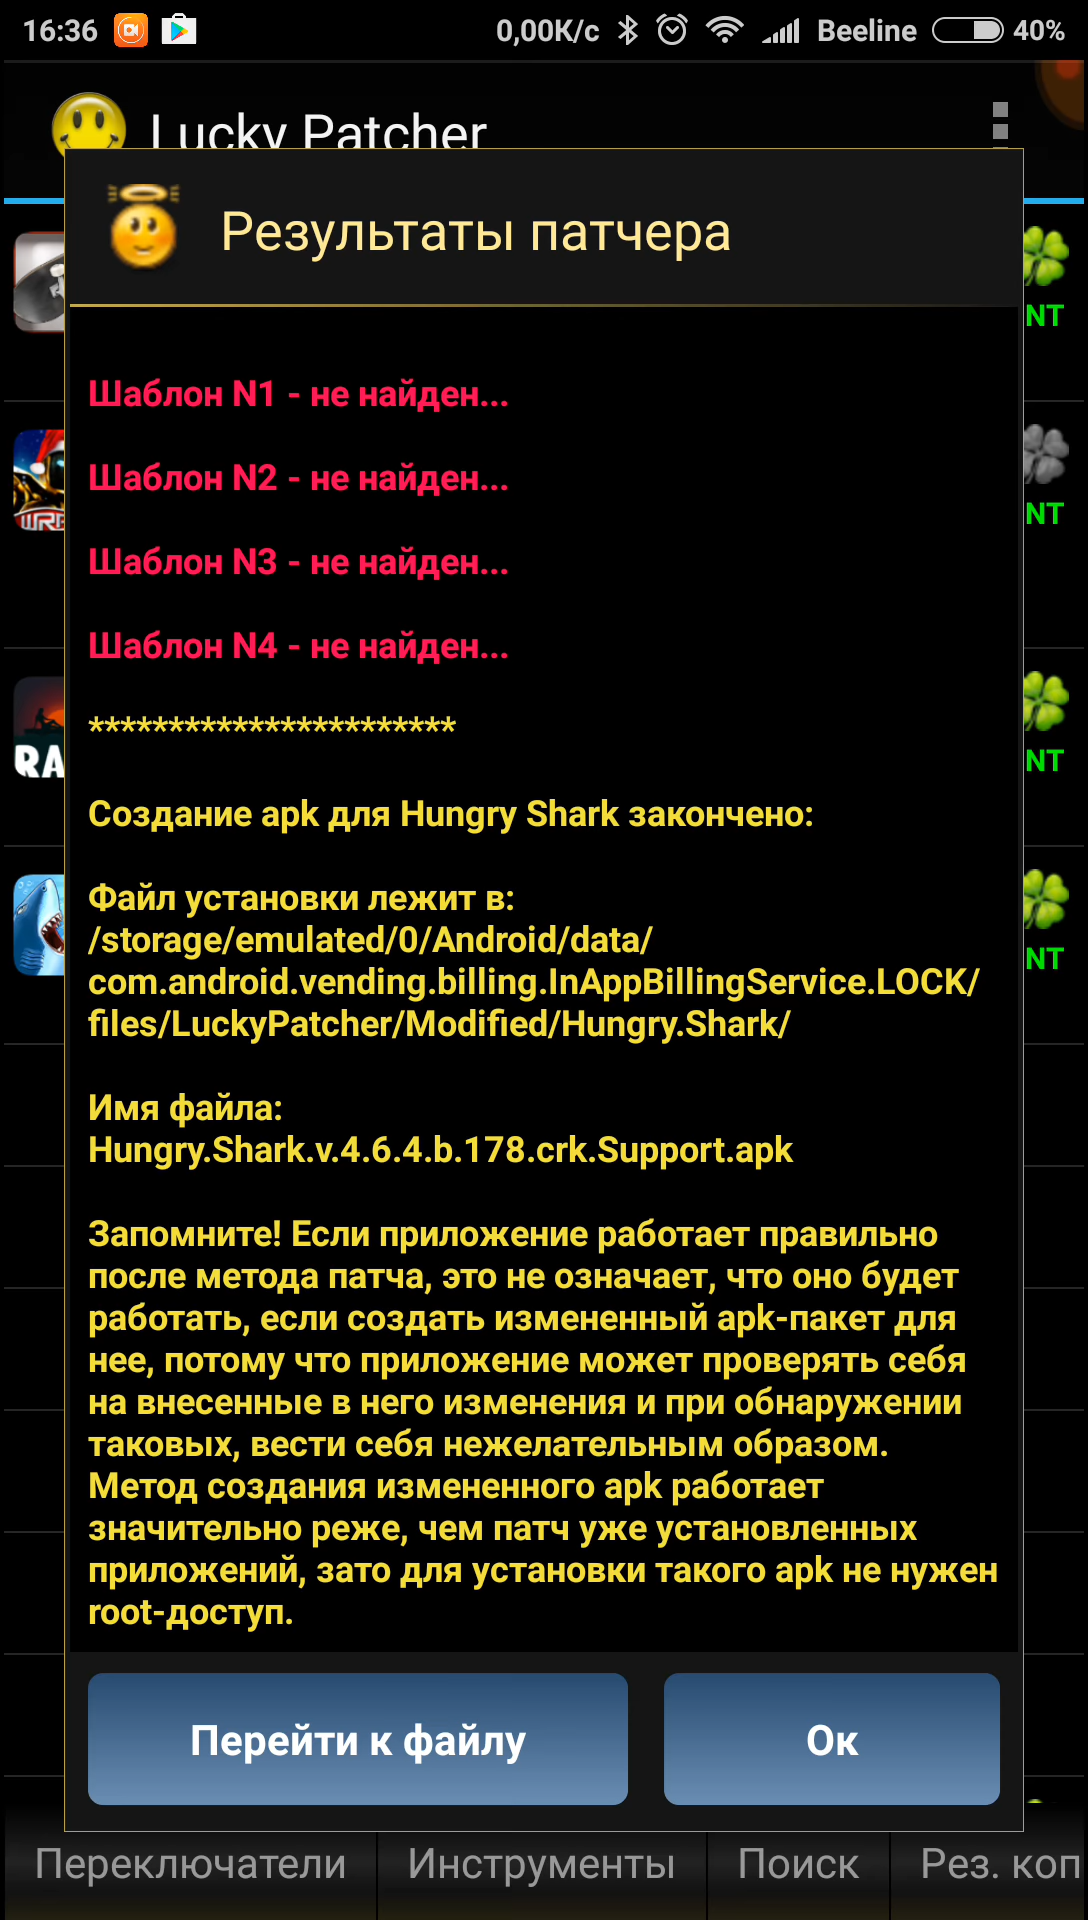 16:36
0,00К/с
Beeline
40%
Lucky Patcher
Результаты патчера
NT
NT
NT
NT
RA
Шаблон N1 - не найден...
Шаблон N2 - не найден...
Шаблон N3 - не найден...
Шаблон N4 - не найден...
***********************
Создание apk для Hungry Shark закончено:
Файл установки лежит в:
/storage/emulated/0/Android/data/
com.android.vending.billing.InAppBillingService.LOCK/
files/LuckyPatcher/Modified/Hungry.Shark/
Имя файла:
Hungry.Shark.v.4.6.4.b.178.crk.Support.apk
Запомните! Если приложение работает правильно
после метода патча, это не означает, что оно будет
работать, если создать измененный apk-пакет для
нее, потому что приложение может проверять себя
на внесенные в него изменения и при обнаружении
таковых, вести себя нежелательным образом.
Метод создания измененного apk работает
значительно реже, чем патч уже установленных
приложений, зато для установки такого apk не нужен
root-доступ.
Перейти к файлу
Ок
Переключатели
Инструменты
Поиск
Рез. коп